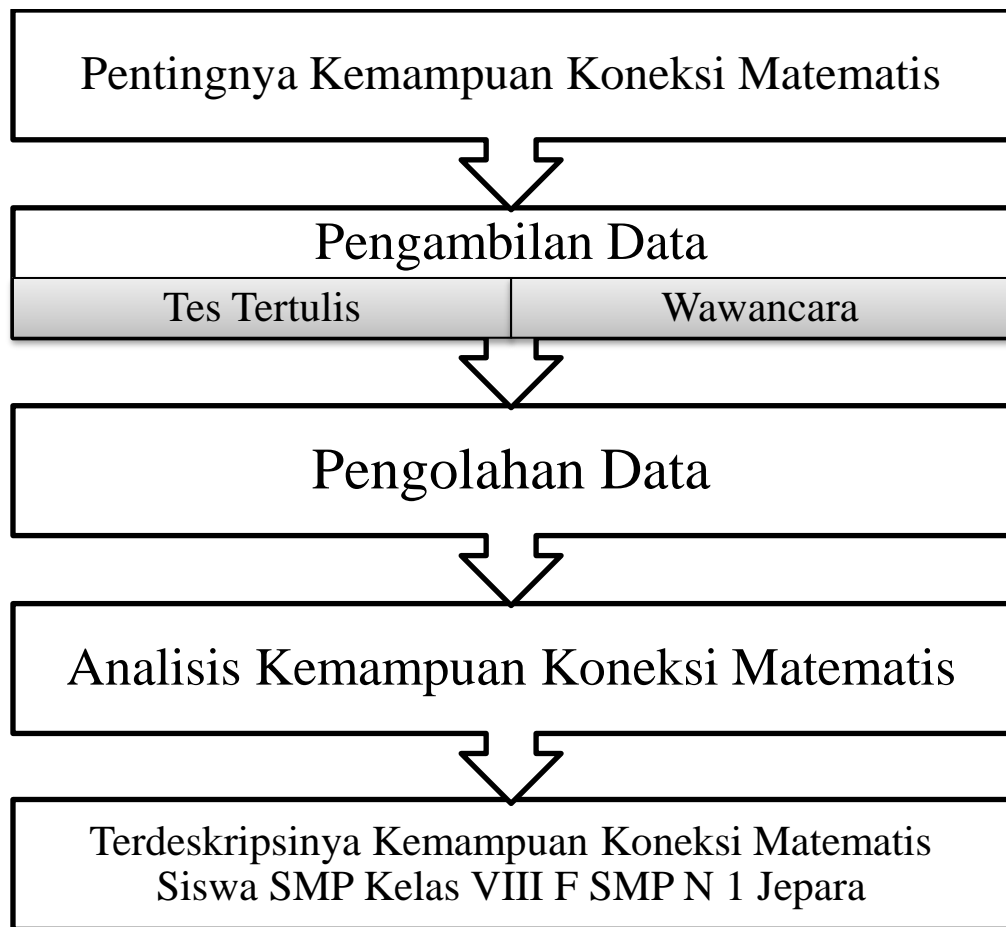 Pentingnya Kemampuan Koneksi Matematis
Pengambilan Data
Tes Tertulis
Wawancara
Pengolahan Data
Analisis Kemampuan Koneksi Matematis
Terdeskripsinya Kemampuan Koneksi Matematis
Siswa SMP Kelas VIII F SMP N 1 Jepara